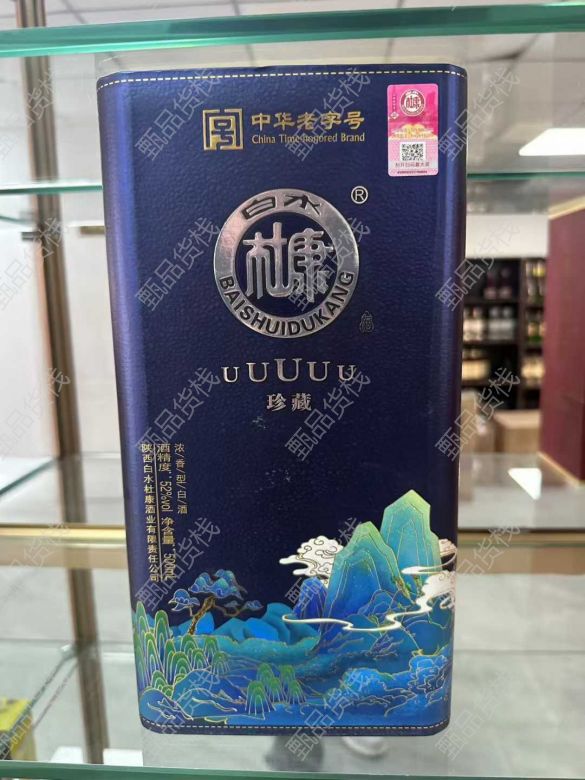 中华老字号
China Time-honored Brand
白水
杜康
BAISHUIDUKANG
®
UUUUU
珍藏
浓/香/型/白/酒
酒精度：52%vol 净含量：500mL
陕西白水杜康酒业有限责任公司
甄品货栈